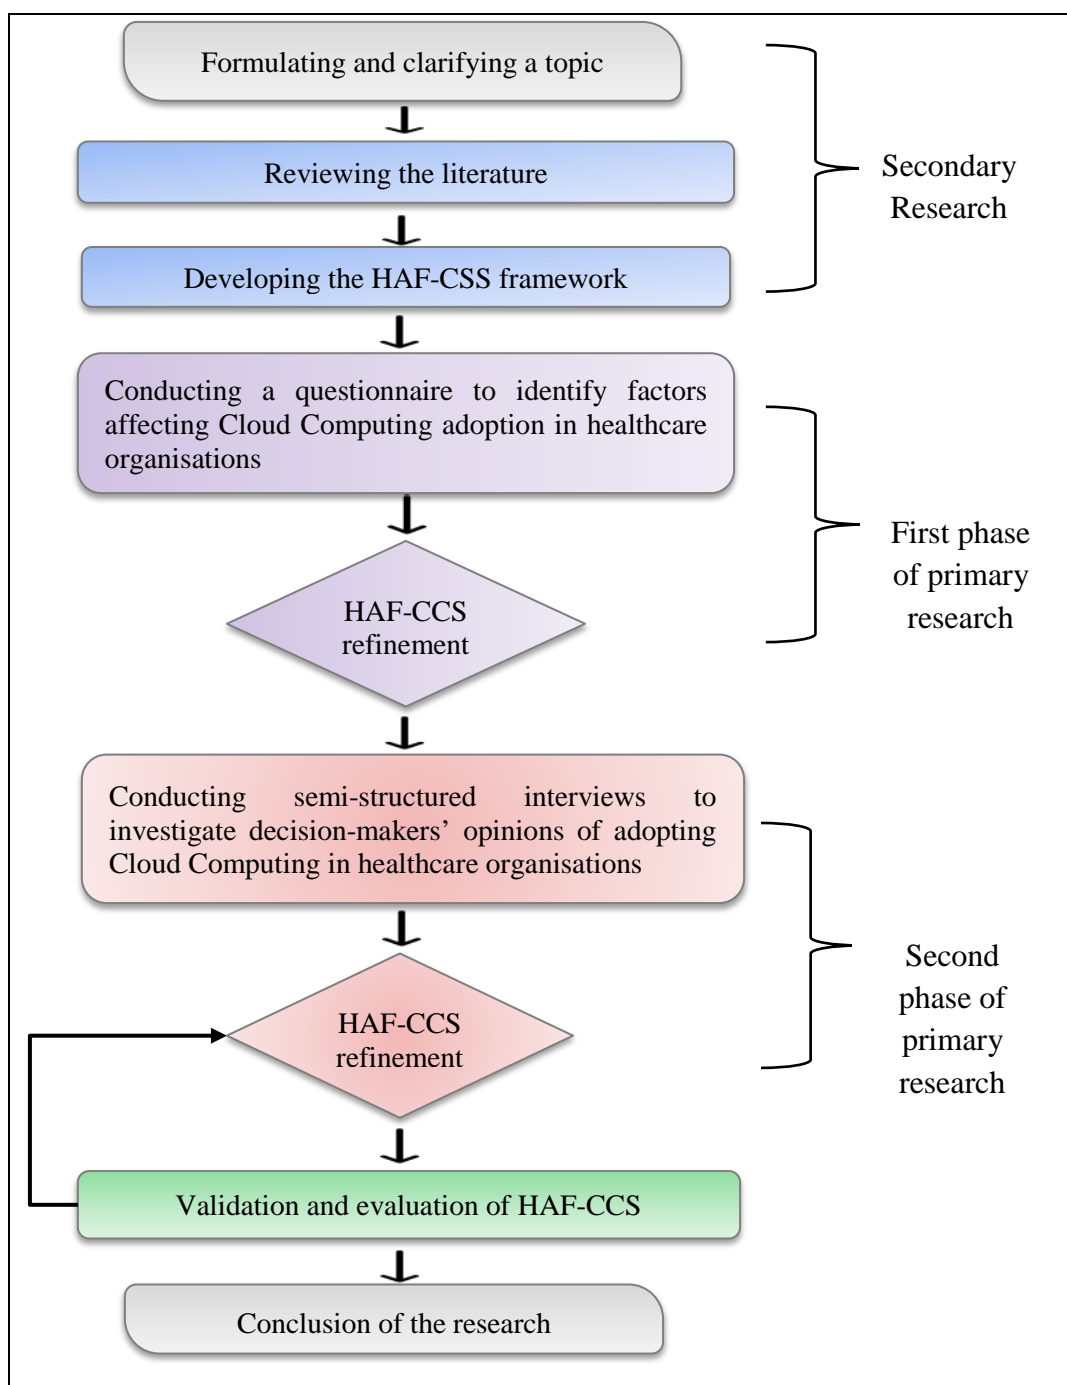 Formulating and clarifying a topic
Reviewing the literature
Developing the HAF-CSS framework
Secondary
Research
Conducting a questionnaire to identify factors
affecting Cloud Computing adoption in healthcare
organisations
HAF-CCS
refinement
First phase
of primary
research
Conducting semi-structured interviews to
investigate decision-makers’ opinions of adopting
Cloud Computing in healthcare organisations
HAF-CCS
refinement
Second
phase of
primary
research
Validation and evaluation of HAF-CCS
Conclusion of the research